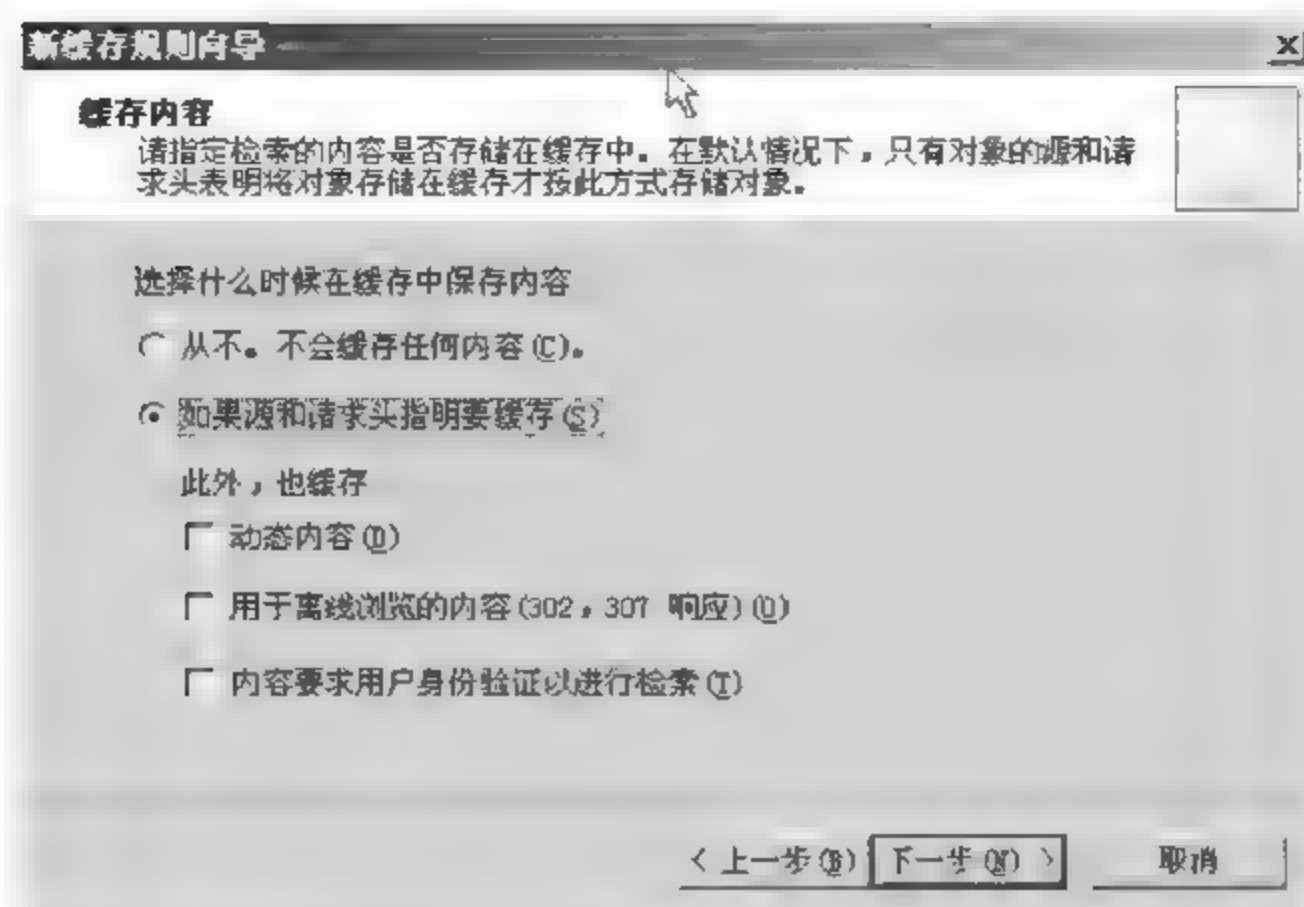 新缓存规则向导
缓存内容
请指定检索的内容是否存储在缓存中。在默认情况下，只有对象的源和请
求头表明将对象存储在缓存才按此方式存储对象。
选择什么时候在缓存中保存内容
从不。不会缓存任何内容(C)。
如果源和请求头指明要缓存(S)
此外，也缓存
动态内容(D)
用于离线浏览的内容(302，307 响应)(O)
内容要求用户身份验证以进行检索(T)
< 上一步(B) 下一步(N) > 取消